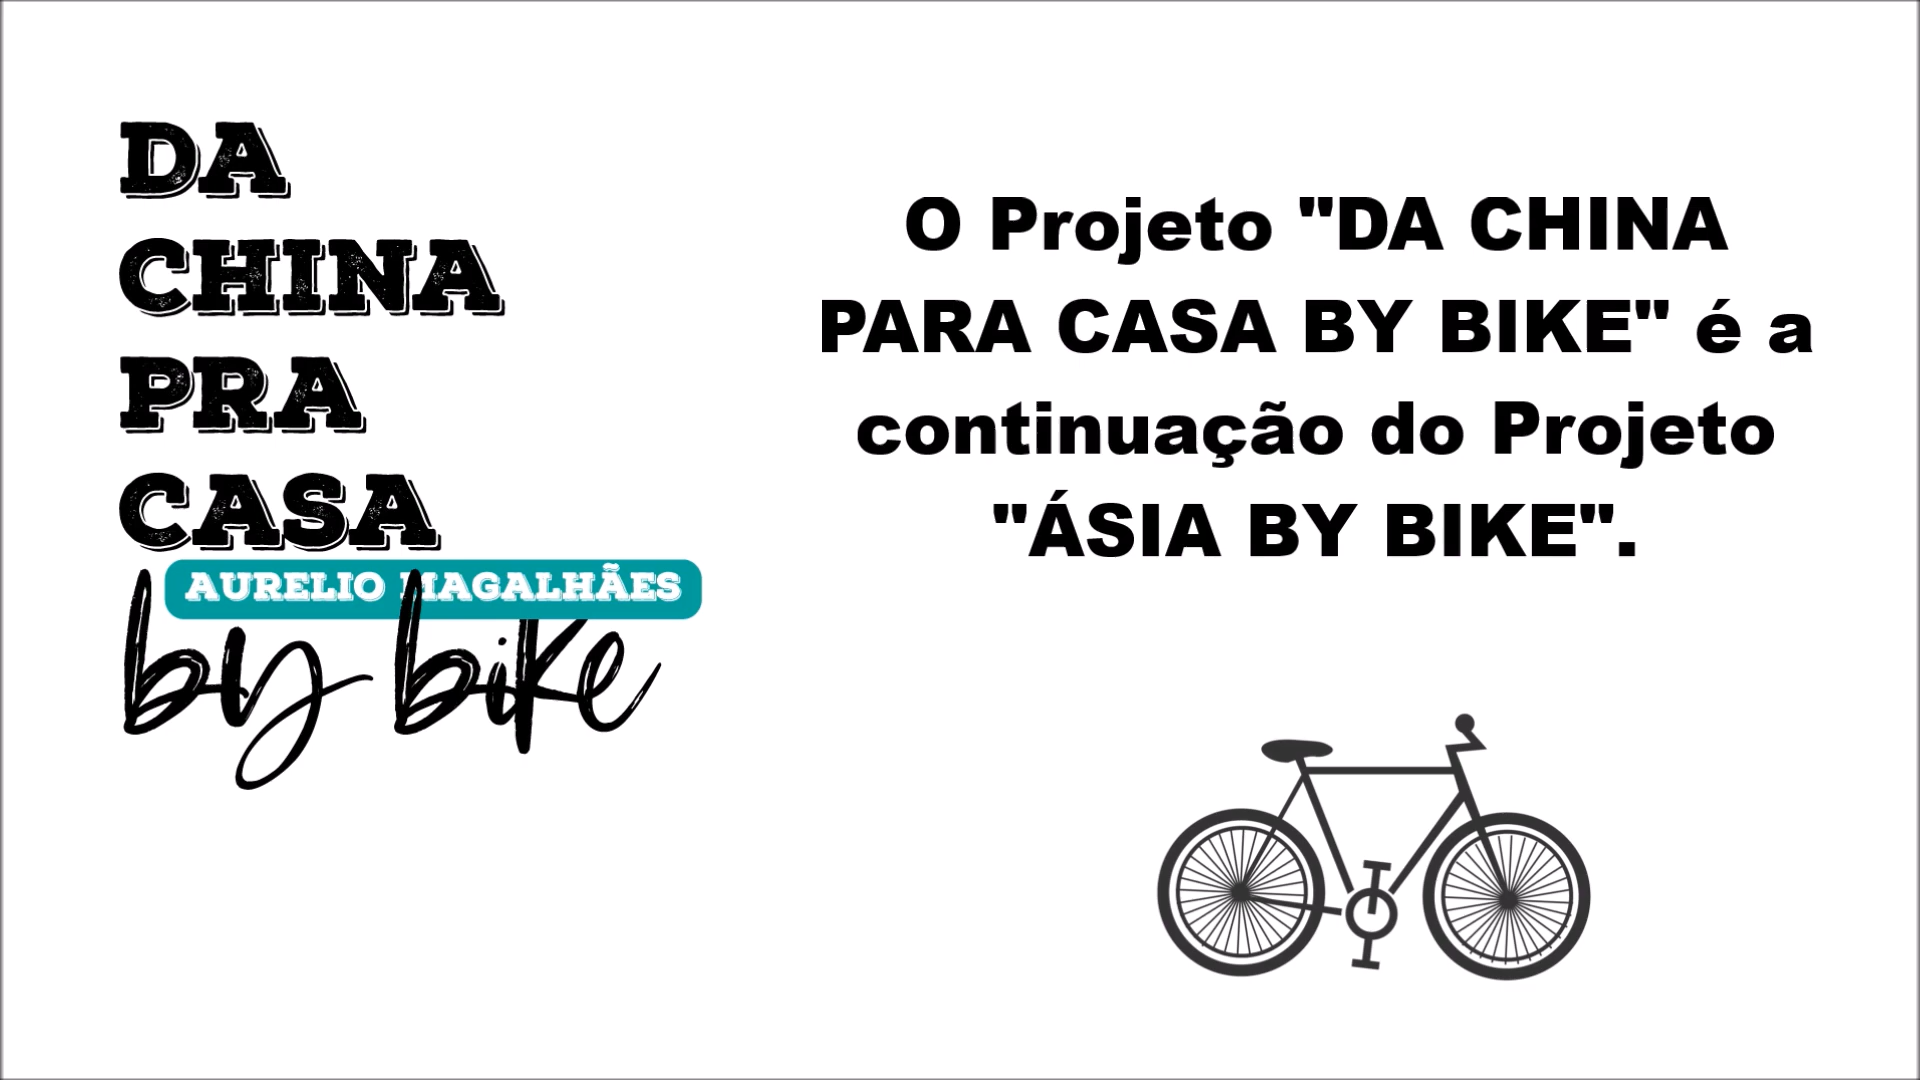 DA
CHINA
PRA
CASA
AURELIO MAGALHÃES
by bike
O Projeto "DA CHINA
PARA CASA BY BIKE" é a
continuação do Projeto
"ÁSIA BY BIKE".